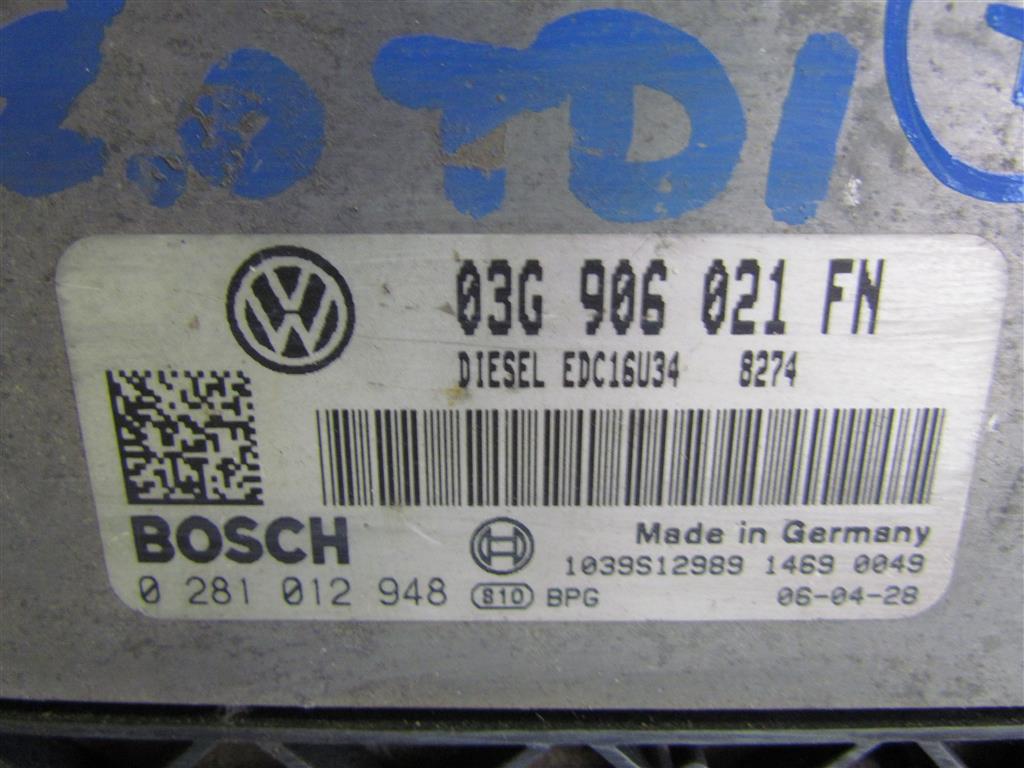 2.0 TDI
03G 906 021 FN
DIESEL EDC16U34 8274
BOSCH
Made in Germany
1039S12989 1469 0049
0 281 012 948 S10 BPG 06-04-28